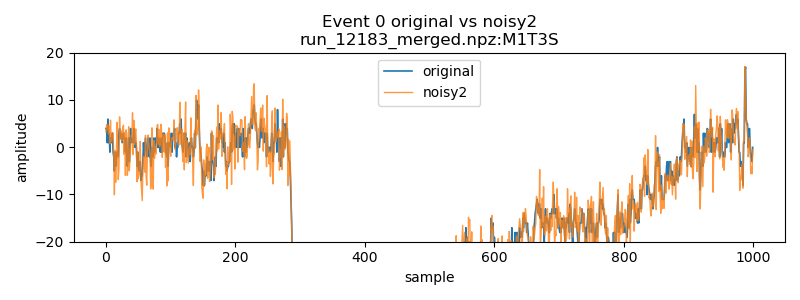 Event 0 original vs noisy2
run_12183_merged.npz:M1T3S
original
noisy2
amplitude
20
10
0
−10
−20
0
200
400
600
800
1000
sample